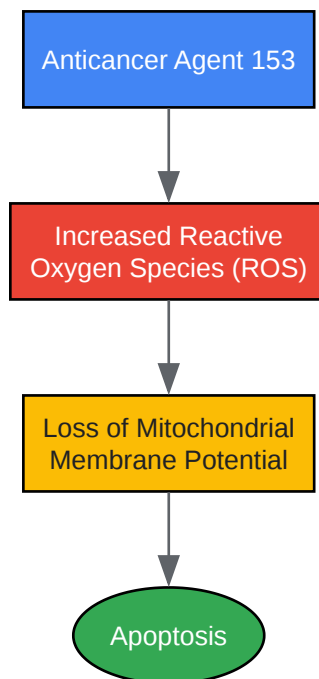 Anticancer Agent 153
Increased Reactive
Oxygen Species (ROS)
Loss of Mitochondrial
Membrane Potential
Apoptosis